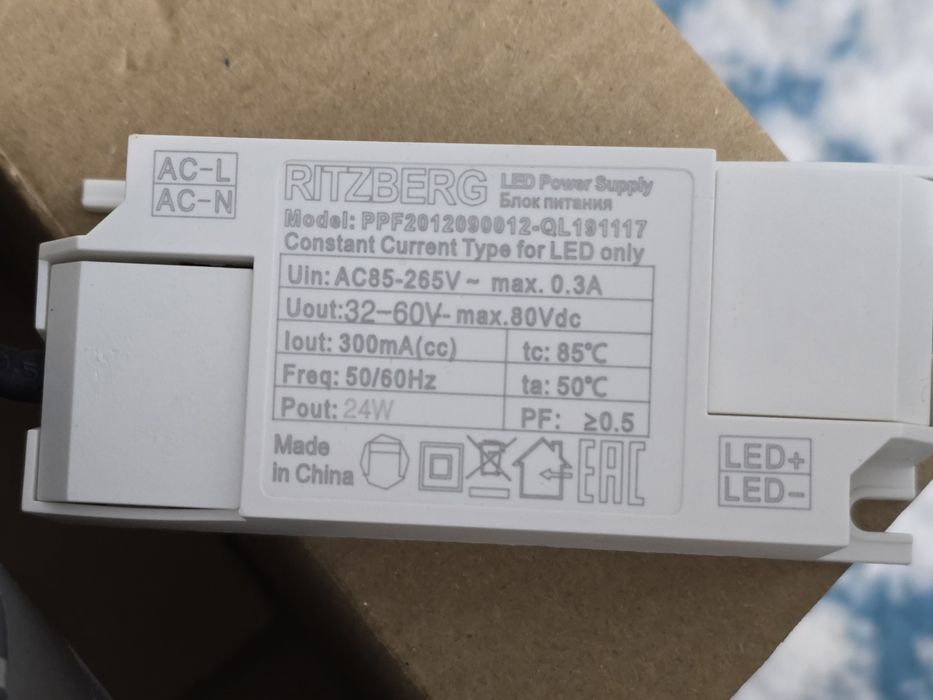 AC-L
AC-N
RITZBERG
LED Power Supply
Блок питания
Model: PPF2012090012-QL191117
Constant Current Type for LED only
Uin: AC85-265V~ max. 0.3A
Uout: 32-60V- max.80Vdc
Iout: 300mA(cc)
tc: 85℃
Freq: 50/60Hz
ta: 50℃
Pout: 24W
PF: ≥0.5
Made
in China
EAC
LED+
LED-